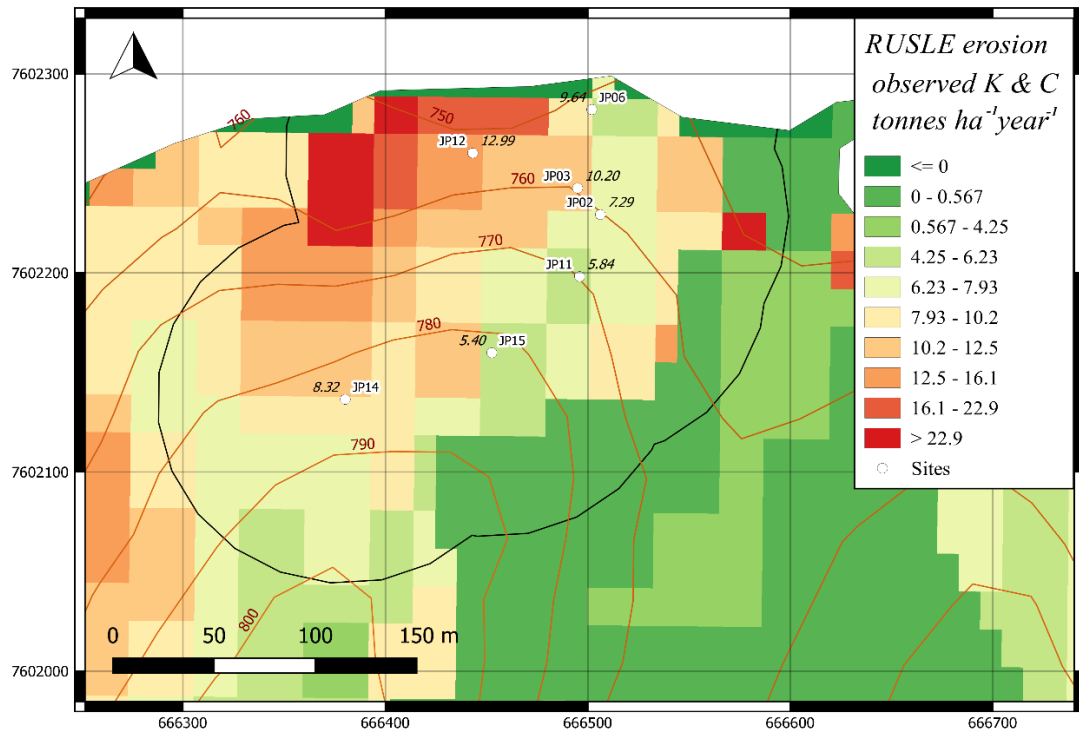 RUSLE erosion
observed K & C
tonnes ha⁻¹year⁻¹
<= 0
0 - 0.567
0.567 - 4.25
4.25 - 6.23
6.23 - 7.93
7.93 - 10.2
10.2 - 12.5
12.5 - 16.1
16.1 - 22.9
> 22.9
Sites
7602300
7602200
7602100
7602000
760
750
9.64
JP06
JP12
12.99
760
JP03
10.20
JP02
7.29
770
JP11
5.84
780
5.40
JP15
8.32
JP14
790
800
0 50 100 150 m
666300 666400 666500 666600 666700